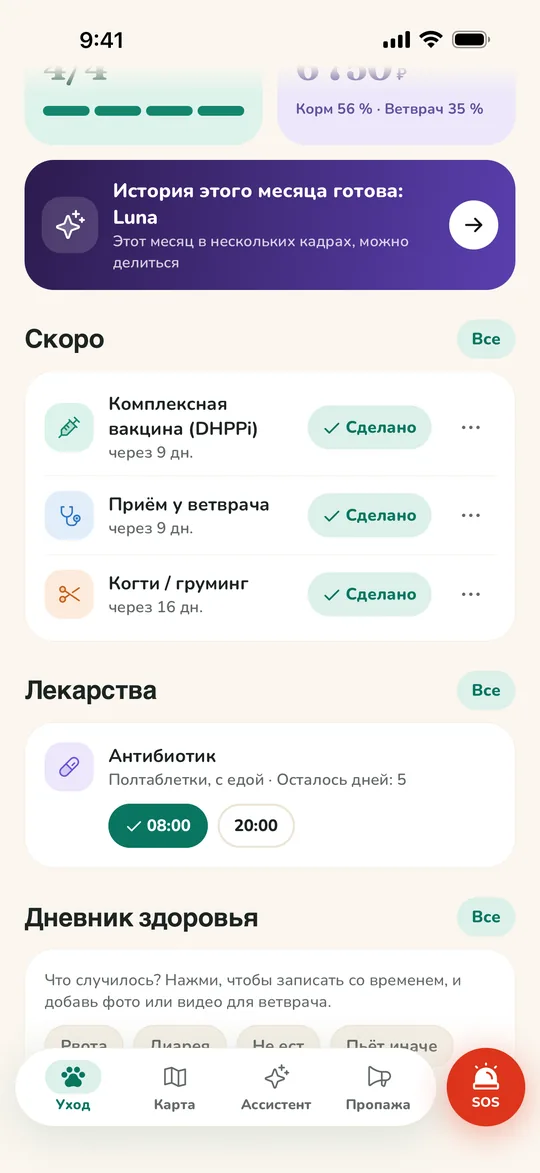 9:41
4/4
6 750 ₽
Корм 56 % · Ветврач 35 %
История этого месяца готова:
Luna
Этот месяц в нескольких кадрах, можно
делиться
Скоро
Все
Комплексная
вакцина (DHPPi)
через 9 дн.
Сделано
Приём у ветврача
через 9 дн.
Сделано
Когти / груминг
через 16 дн.
Сделано
Лекарства
Все
Антибиотик
Полтаблетки, с едой · Осталось дней: 5
08:00
20:00
Дневник здоровья
Все
Что случилось? Нажми, чтобы записать со временем, и
добавь фото или видео для ветврача.
Рвота
Диарея
Не ест
Пьёт иначе
Уход
Карта
Ассистент
Пропажа
SOS